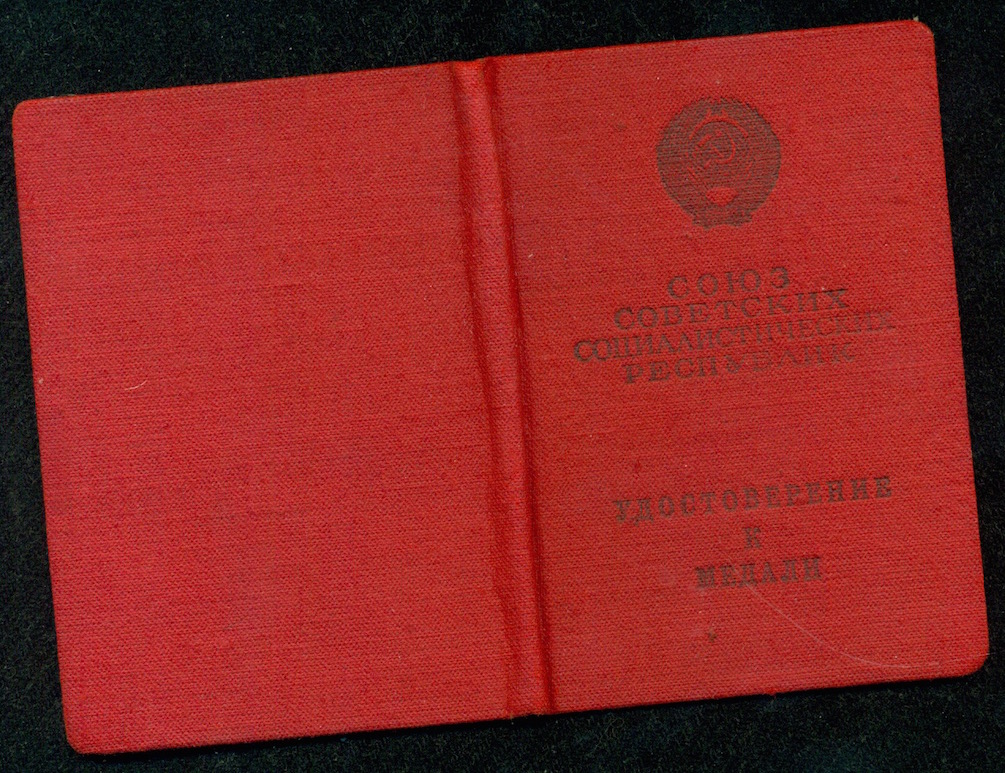 СОЮЗ
СОВЕТСКИХ
СОЦИАЛИСТИЧЕСКИХ
РЕСПУБЛИК
УДОСТОВЕРЕНИЕ
К
МЕДАЛИ